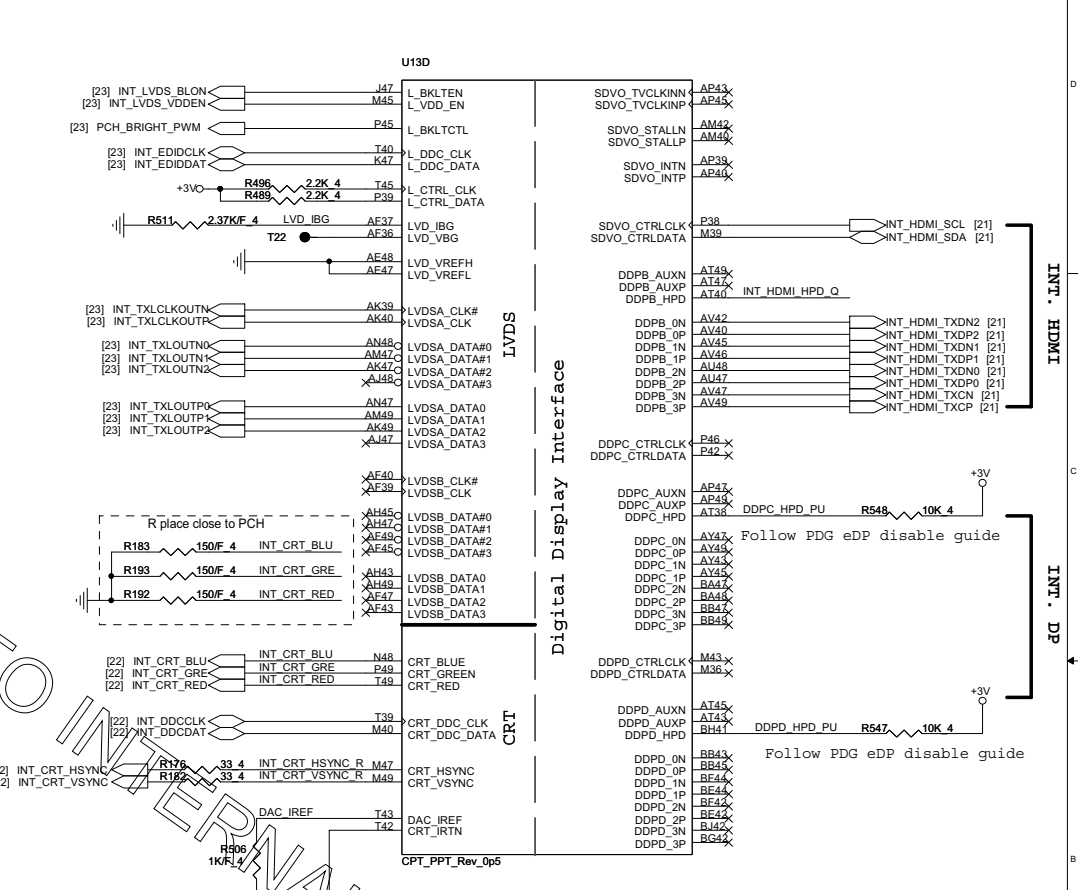 U13D
[23] INT_LVDS_BLON J47 L_BKLTEN
[23] INT_LVDS_VDDEN M45 L_VDD_EN
[23] PCH_BRIGHT_PWM P45 L_BKLTCTL
[23] INT_EDIDCLK T40 L_DDC_CLK
[23] INT_EDIDDAT K47 L_DDC_DATA
+3V R496 2.2K_4 T45 L_CTRL_CLK
R489 2.2K_4 P39 L_CTRL_DATA
R511 2.37K/F_4 LVD_IBG AF37 LVD_IBG
T22 AF36 LVD_VBG
AE48 LVD_VREFH
AE47 LVD_VREFL
[23] INT_TXLCLKOUTN AK39 LVDSA_CLK#
[23] INT_TXLCLKOUTP AK40 LVDSA_CLK
[23] INT_TXLOUTN0 AN48 LVDSA_DATA#0
[23] INT_TXLOUTN1 AM47 LVDSA_DATA#1
[23] INT_TXLOUTN2 AK47 LVDSA_DATA#2
AJ48 LVDSA_DATA#3
[23] INT_TXLOUTP0 AN47 LVDSA_DATA0
[23] INT_TXLOUTP1 AM49 LVDSA_DATA1
[23] INT_TXLOUTP2 AK49 LVDSA_DATA2
AJ47 LVDSA_DATA3
AF40 LVDSB_CLK#
AF39 LVDSB_CLK
AH45 LVDSB_DATA#0
AH47 LVDSB_DATA#1
AF49 LVDSB_DATA#2
AF45 LVDSB_DATA#3
AH43 LVDSB_DATA0
AH49 LVDSB_DATA1
AF47 LVDSB_DATA2
AF43 LVDSB_DATA3
R place close to PCH
R183 150/F_4 INT_CRT_BLU
R193 150/F_4 INT_CRT_GRE
R192 150/F_4 INT_CRT_RED
[22] INT_CRT_BLU INT_CRT_BLU N48 CRT_BLUE
[22] INT_CRT_GRE INT_CRT_GRE P49 CRT_GREEN
[22] INT_CRT_RED INT_CRT_RED T49 CRT_RED
[22] INT_DDCCLK T39 CRT_DDC_CLK
[22] INT_DDCDAT M40 CRT_DDC_DATA
2] INT_CRT_HSYNC R176 33_4 INT_CRT_HSYNC_R M47 CRT_HSYNC
2] INT_CRT_VSYNC R182 33_4 INT_CRT_VSYNC_R M49 CRT_VSYNC
DAC_IREF T43 DAC_IREF
T42 CRT_IRTN
R506
1K/F_4
CPT_PPT_Rev_0p5
LVDS
CRT
Digital Display Interface
SDVO_TVCLKINN AP43
SDVO_TVCLKINP AP45
SDVO_STALLN AM42
SDVO_STALLP AM40
SDVO_INTN AP39
SDVO_INTP AP40
SDVO_CTRLCLK P38 INT_HDMI_SCL [21]
SDVO_CTRLDATA M39 INT_HDMI_SDA [21]
DDPB_AUXN AT49
DDPB_AUXP AT47
DDPB_HPD AT40 INT_HDMI_HPD_Q
DDPB_0N AV42 INT_HDMI_TXDN2 [21]
DDPB_0P AV40 INT_HDMI_TXDP2 [21]
DDPB_1N AV45 INT_HDMI_TXDN1 [21]
DDPB_1P AV46 INT_HDMI_TXDP1 [21]
DDPB_2N AU48 INT_HDMI_TXDN0 [21]
DDPB_2P AU47 INT_HDMI_TXDP0 [21]
DDPB_3N AV47 INT_HDMI_TXCN [21]
DDPB_3P AV49 INT_HDMI_TXCP [21]
INT. HDMI
DDPC_CTRLCLK P46
DDPC_CTRLDATA P42
+3V
DDPC_AUXN AP47
DDPC_AUXP AP49
DDPC_HPD AT38 DDPC_HPD_PU R548 10K_4
Follow PDG eDP disable guide
DDPC_0N AY47
DDPC_0P AY49
DDPC_1N AY43
DDPC_1P AY45
DDPC_2N BA47
DDPC_2P BA48
DDPC_3N BB47
DDPC_3P BB49
INT. DP
DDPD_CTRLCLK M43
DDPD_CTRLDATA M36
+3V
DDPD_AUXN AT45
DDPD_AUXP AT43
DDPD_HPD BH41 DDPD_HPD_PU R547 10K_4
Follow PDG eDP disable guide
DDPD_0N BB43
DDPD_0P BB45
DDPD_1N BF44
DDPD_1P BE44
DDPD_2N BF42
DDPD_2P BE42
DDPD_3N BJ42
DDPD_3P BG42
D
C
B
TO INTERNA